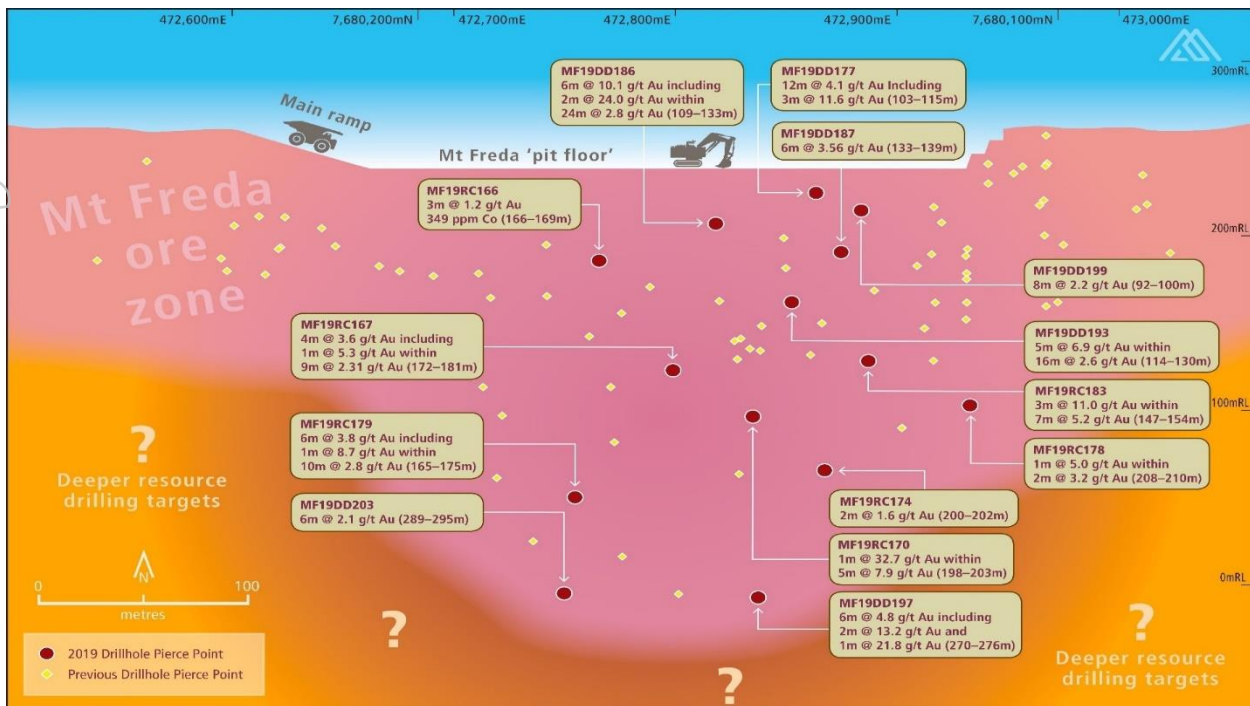 472,600mE
7,680,200mN
472,700mE
472,800mE
472,900mE
7,680,100mN
473,000mE
300mRL
200mRL
100mRL
0mRL
Main ramp
Mt Freda 'pit floor'
Mt Freda
ore
zone
MF19DD186
6m @ 10.1 g/t Au including
2m @ 24.0 g/t Au within
24m @ 2.8 g/t Au (109–133m)
MF19DD177
12m @ 4.1 g/t Au Including
3m @ 11.6 g/t Au (103–115m)
MF19DD187
6m @ 3.56 g/t Au (133–139m)
MF19RC166
3m @ 1.2 g/t Au
349 ppm Co (166–169m)
MF19DD199
8m @ 2.2 g/t Au (92–100m)
MF19RC167
4m @ 3.6 g/t Au including
1m @ 5.3 g/t Au within
9m @ 2.31 g/t Au (172–181m)
MF19DD193
5m @ 6.9 g/t Au within
16m @ 2.6 g/t Au (114–130m)
MF19RC183
3m @ 11.0 g/t Au within
7m @ 5.2 g/t Au (147–154m)
MF19RC179
6m @ 3.8 g/t Au including
1m @ 8.7 g/t Au within
10m @ 2.8 g/t Au (165–175m)
MF19RC178
1m @ 5.0 g/t Au within
2m @ 3.2 g/t Au (208–210m)
MF19DD203
6m @ 2.1 g/t Au (289–295m)
MF19RC174
2m @ 1.6 g/t Au (200–202m)
MF19RC170
1m @ 32.7 g/t Au within
5m @ 7.9 g/t Au (198–203m)
MF19DD197
6m @ 4.8 g/t Au including
2m @ 13.2 g/t Au and
1m @ 21.8 g/t Au (270–276m)
?
Deeper resource
drilling targets
?
?
?
Deeper resource
drilling targets
N
0
100
metres
2019 Drillhole Pierce Point
Previous Drillhole Pierce Point